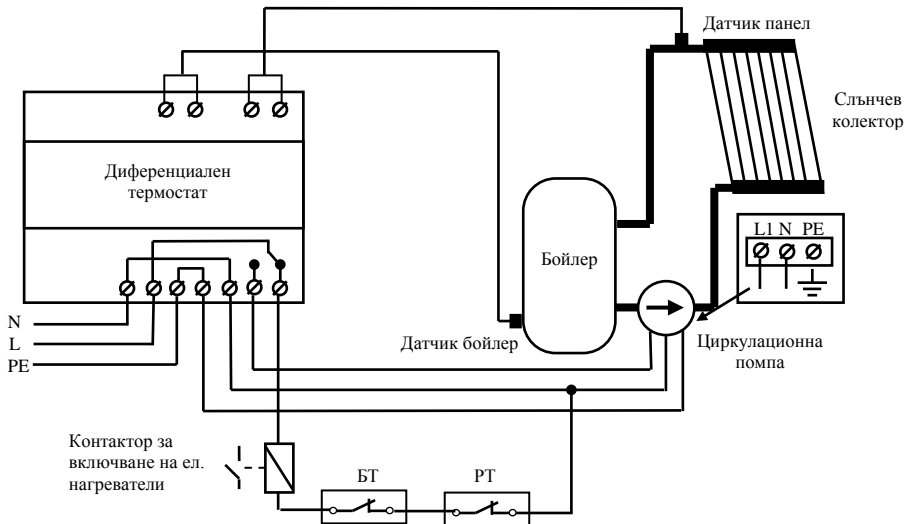 Датчик панел
Слънчев
колектор
Диференциален
термостат
L1 N PE
Бойлер
N
L
PE
Датчик бойлер
Циркулационна
помпа
Контактор за
включване на ел.
нагреватели
БТ
РТ